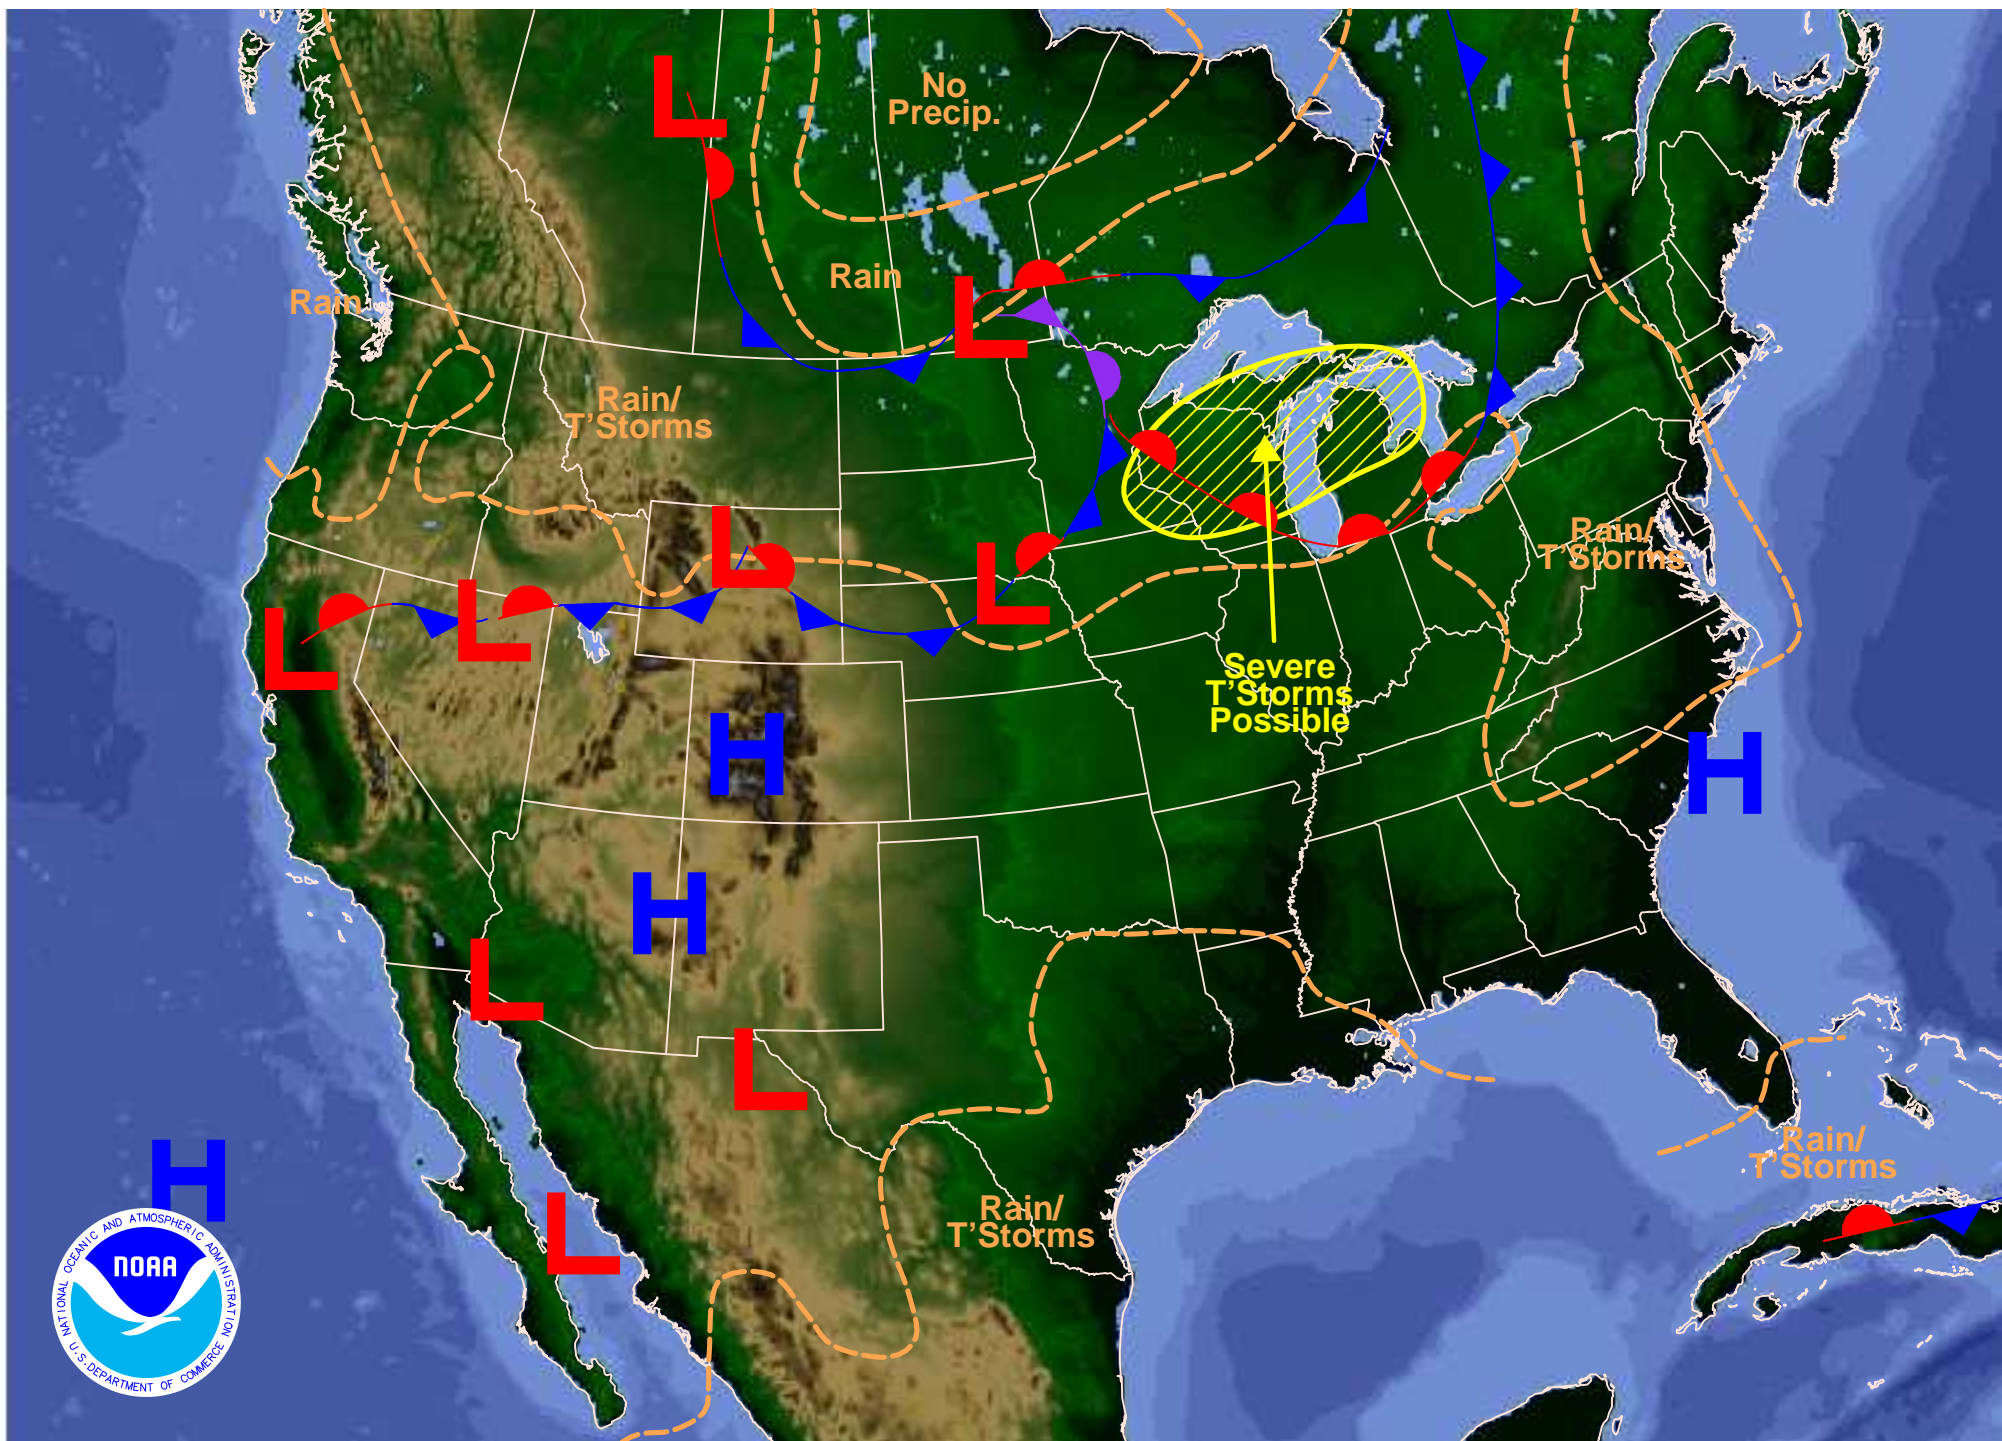 L
No
Precip.
Rain
Rain
L
Rain/
T'Storms
L
L
L
L
Rain/
T'Storms
Severe
T'Storms
Possible
H
H
H
L
L
Rain/
T'Storms
H
L
Rain/
T'Storms
NATIONAL OCEANIC AND ATMOSPHERIC ADMINISTRATION
NOAA
U.S. DEPARTMENT OF COMMERCE